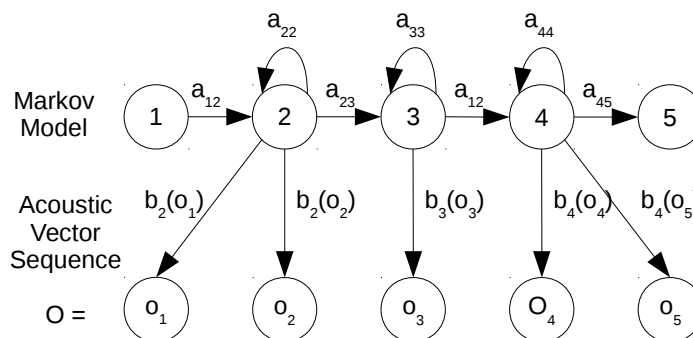 a22 a33 a44
Markov Model
a12 a23 a12 a45
1 2 3 4 5
Acoustic Vector Sequence
b2(o1) b2(o2) b3(o3) b4(o4) b4(o5)
O = o1 o2 o3 O4 o5